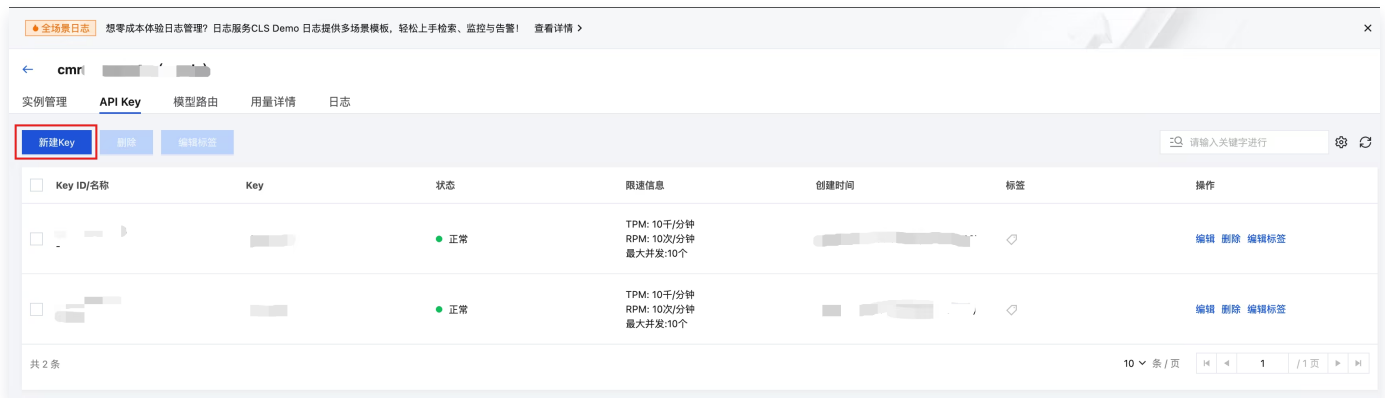 全场景日志 想零成本体验日志管理？日志服务CLS Demo 日志提供多场景模板，轻松上手检索、监控与告警！ 查看详情 >
← cmr
实例管理 API Key 模型路由 用量详情 日志
新建Key 删除 编辑标签 请输入关键字进行
Key ID/名称 Key 状态 限速信息 创建时间 标签 操作
TPM: 10千/分钟
正常 RPM: 10次/分钟 编辑 删除 编辑标签
最大并发:10个
TPM: 10千/分钟
正常 RPM: 10次/分钟 编辑 删除 编辑标签
最大并发:10个
共 2 条 10 条 / 页 1 / 1 页